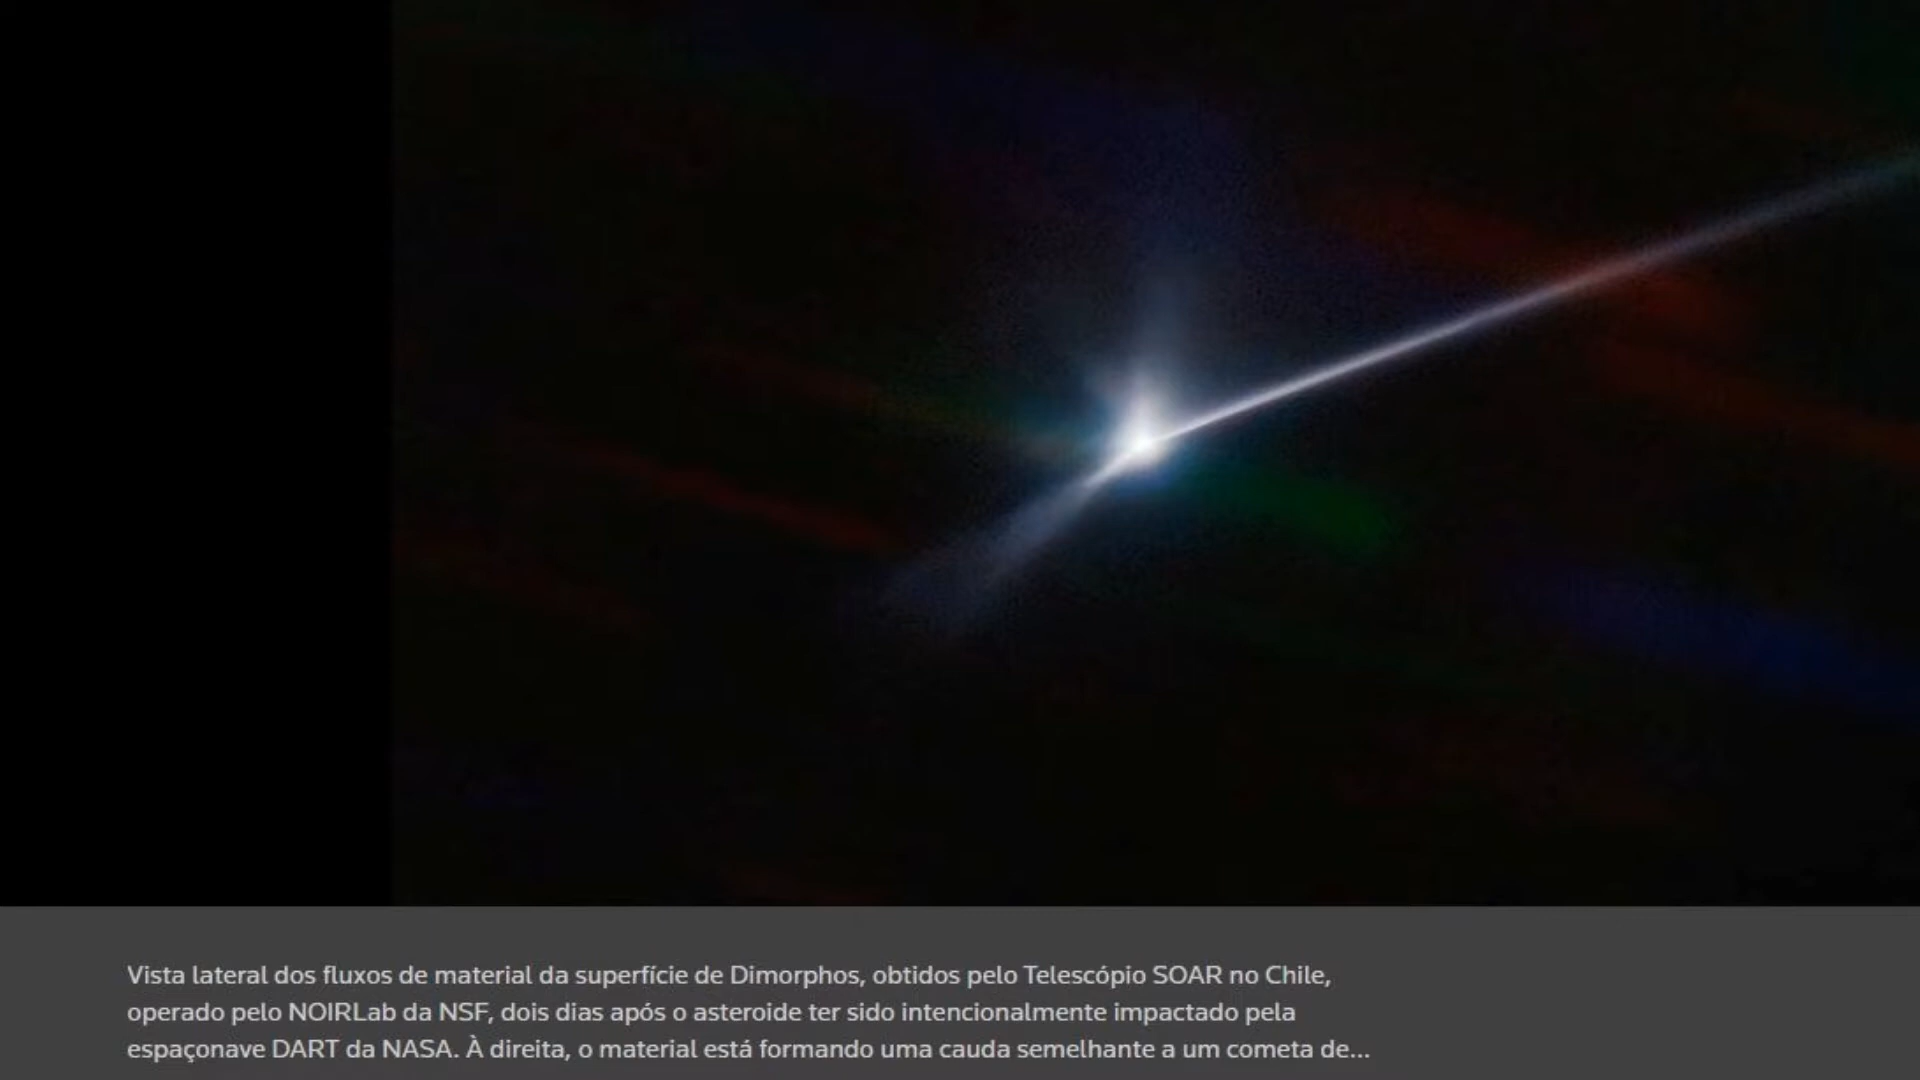 Vista lateral dos fluxos de material da superfície de Dimorphos, obtidos pelo Telescópio SOAR no Chile,
operado pelo NOIRLab da NSF, dois dias após o asteroide ter sido intencionalmente impactado pela
espaçonave DART da NASA. À direita, o material está formando uma cauda semelhante a um cometa de...